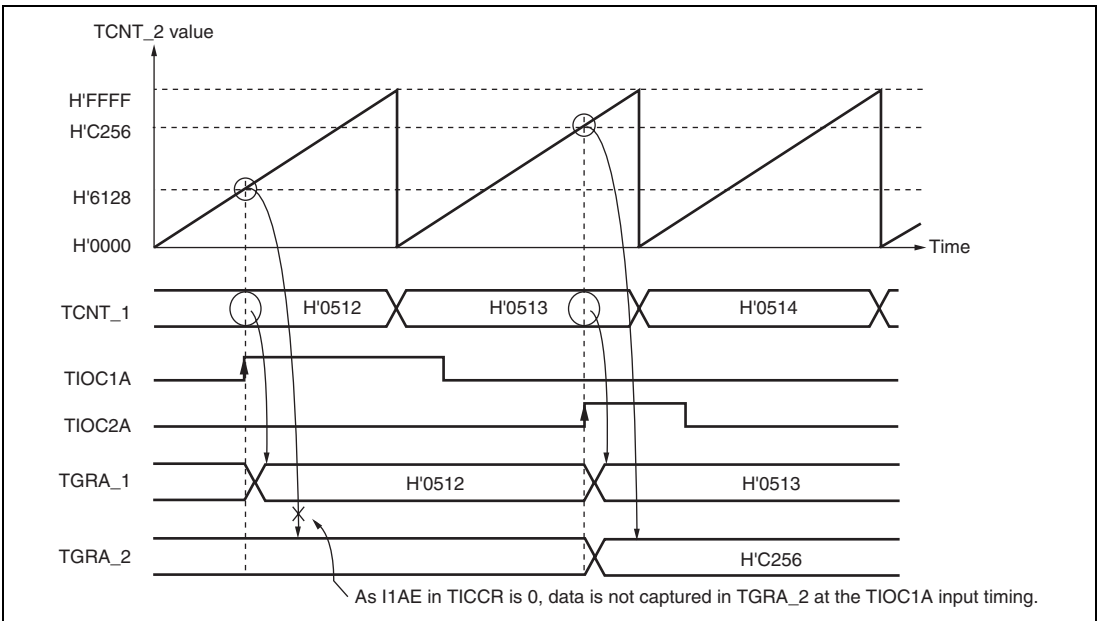 TCNT_2 value
H'FFFF
H'C256
H'6128
H'0000
Time
TCNT_1
H'0512
H'0513
H'0514
TIOC1A
TIOC2A
TGRA_1
H'0512
H'0513
TGRA_2
H'C256
As I1AE in TICCR is 0, data is not captured in TGRA_2 at the TIOC1A input timing.